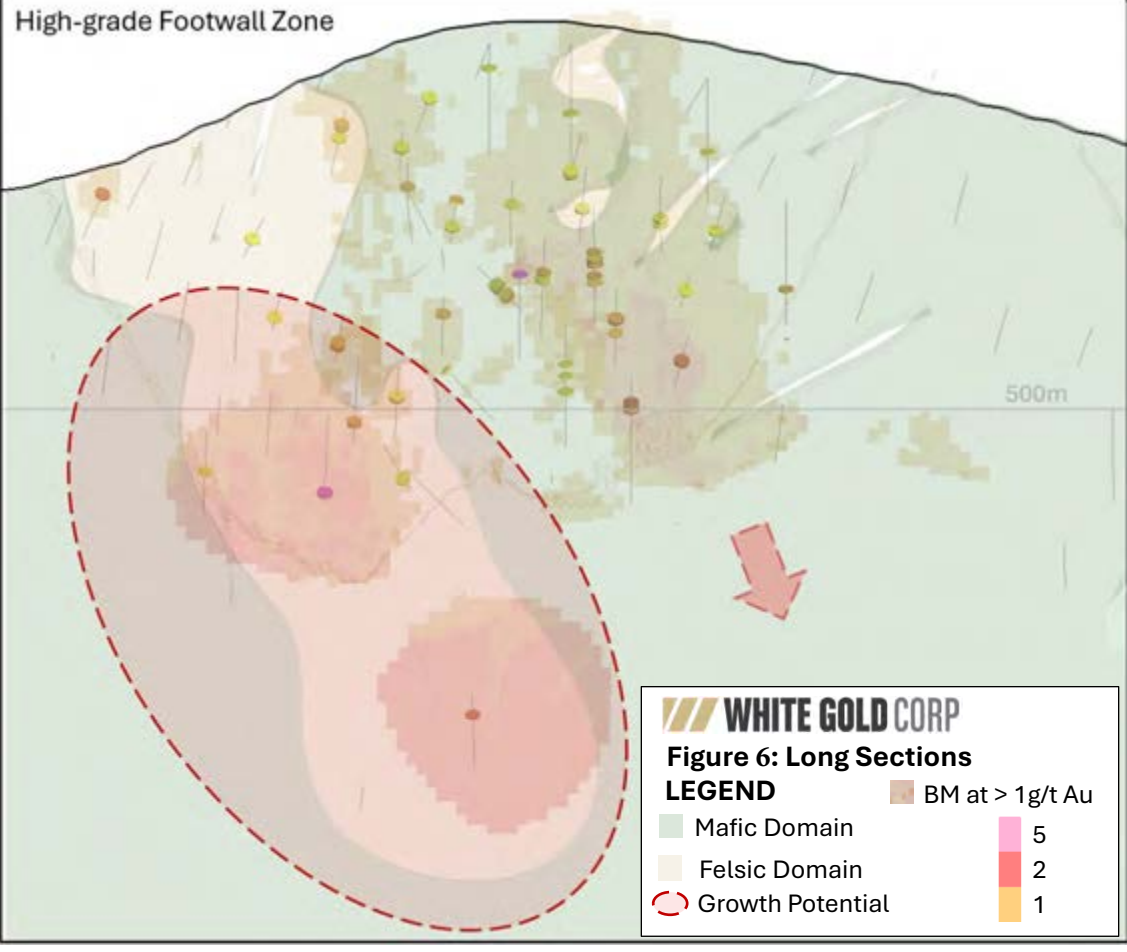 High-grade Footwall Zone
500m
WHITE GOLD CORP
Figure 6: Long Sections
LEGEND
BM at > 1g/t Au
Mafic Domain
5
Felsic Domain
2
Growth Potential
1